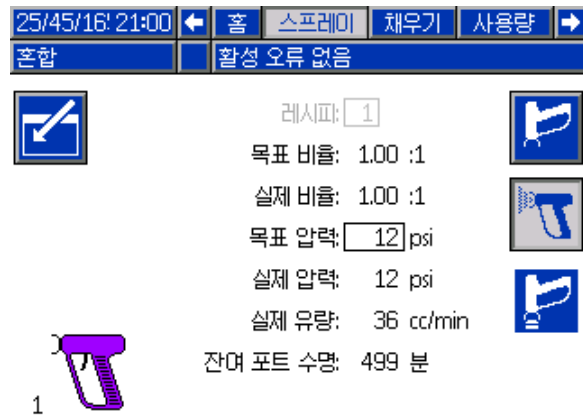 25/45/16 21:00 홈 스프레이 채우기 사용량
혼합 활성 오류 없음
레시피: 1
목표 비율: 1.00 :1
실제 비율: 1.00 :1
목표 압력: 12 psi
실제 압력: 12 psi
실제 유량: 36 cc/min
잔여 포트 수명: 499 분
1